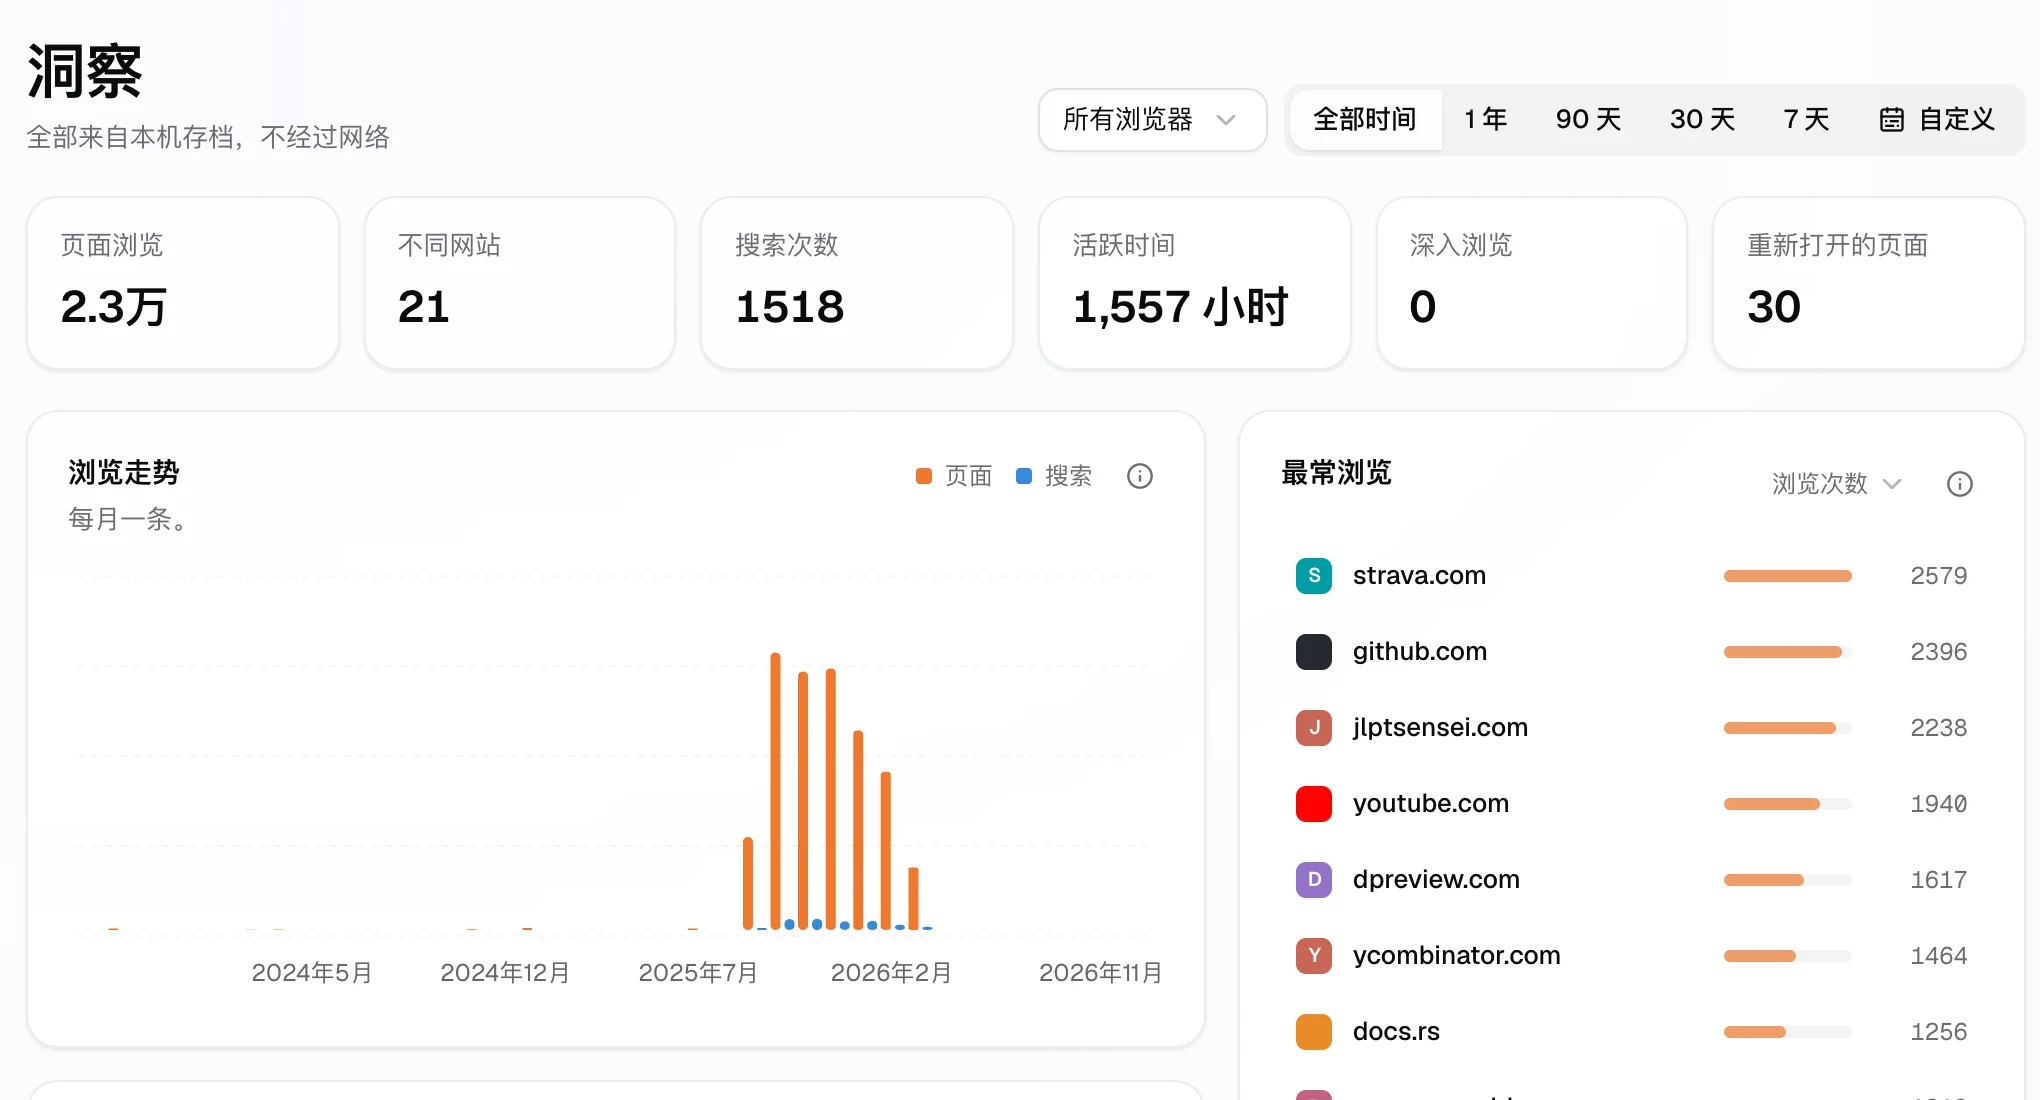 洞察
全部来自本机存档，不经过网络
所有浏览器
全部时间
1 年
90 天
30 天
7 天
自定义
页面浏览
2.3万
不同网站
21
搜索次数
1518
活跃时间
1,557 小时
深入浏览
0
重新打开的页面
30
浏览走势
每月一条。
页面
搜索
2024年5月
2024年12月
2025年7月
2026年2月
2026年11月
最常浏览
浏览次数
S strava.com 2579
github.com 2396
J jlptsensei.com 2238
youtube.com 1940
D dpreview.com 1617
Y ycombinator.com 1464
docs.rs 1256